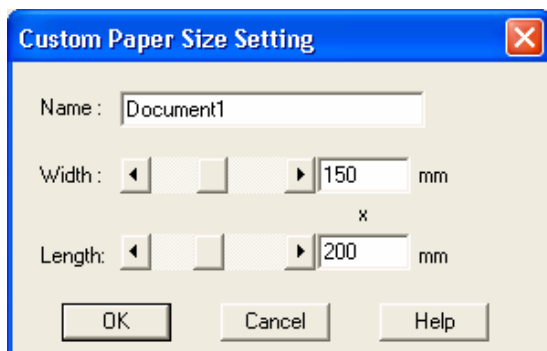 Custom Paper Size Setting
Name : Document1
Width : 150 mm
x
Length: 200 mm
OK Cancel Help